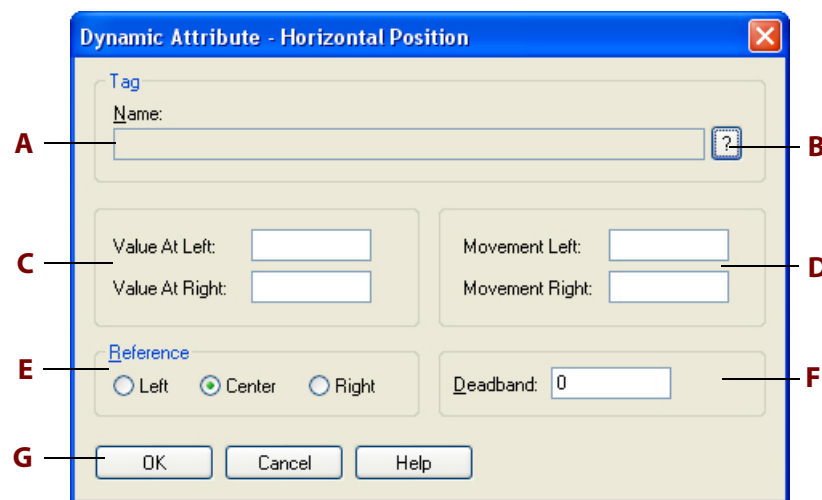 Dynamic Attribute - Horizontal Position
Tag
Name:
A
?
B
Value At Left:
Movement Left:
C
D
Value At Right:
Movement Right:
Reference
E
Left
Center
Right
Deadband:
0
F
G
OK
Cancel
Help